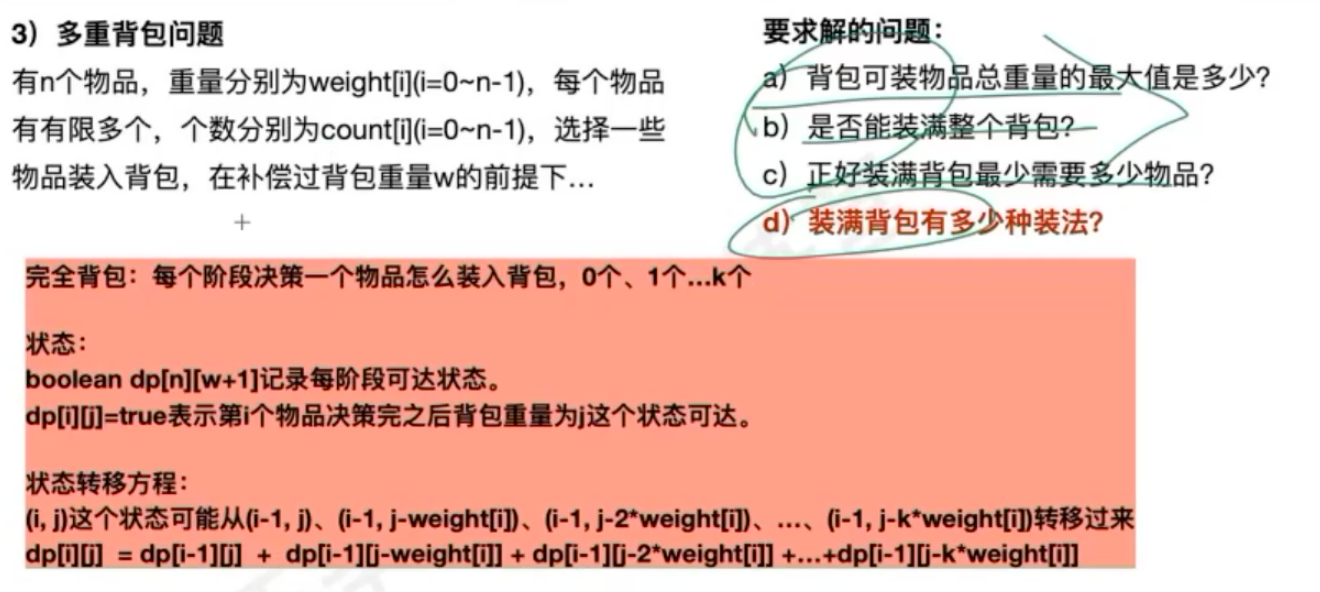 3）多重背包问题
有n个物品，重量分别为weight[i](i=0~n-1)，每个物品
有有限多个，个数分别为count[i](i=0~n-1)，选择一些
物品装入背包，在补偿过背包重量w的前提下...
要求解的问题：
a）背包可装物品总重量的最大值是多少?
b）是否能装满整个背包?
c）正好装满背包最少需要多少物品?
d）装满背包有多少种装法?
完全背包：每个阶段决策一个物品怎么装入背包，0个、1个...k个
状态：
boolean dp[n][w+1]记录每阶段可达状态。
dp[i][j]=true表示第i个物品决策完之后背包重量为j这个状态可达。
状态转移方程：
(i, j)这个状态可能从(i-1, j)、(i-1, j-weight[i])、(i-1, j-2*weight[i])、...、(i-1, j-k*weight[i])转移过来
dp[i][j] = dp[i-1][j] + dp[i-1][j-weight[i]] + dp[i-1][j-2*weight[i]] +...+dp[i-1][j-k*weight[i]]